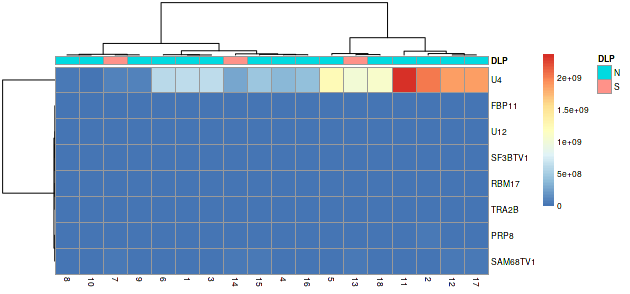 DLP
DLP
U4
N
S
FBP11
U12
SF3BTV1
RBM17
TRA2B
PRP8
SAM68TV1
2e+09
1.5e+09
1e+09
5e+08
0
8 10 7 9 6 1 3 14 15 4 16 5 13 18 11 2 12 17